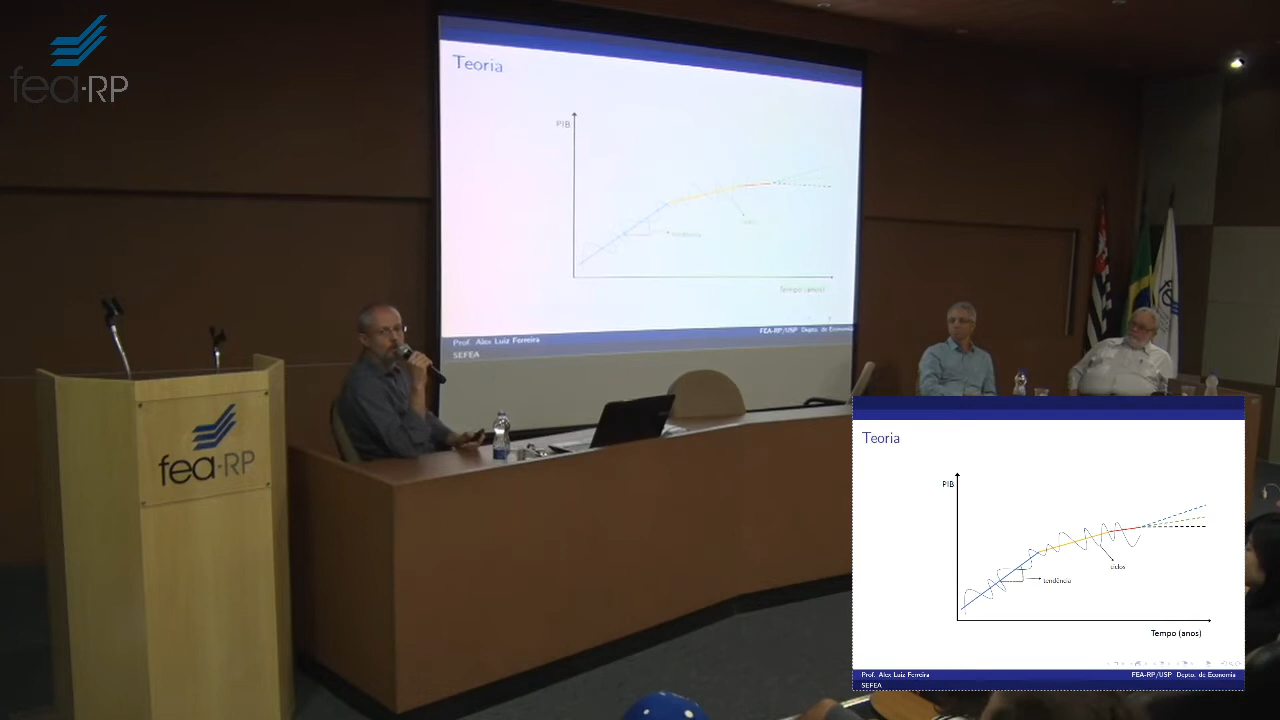 fea-RP
Teoria
PIB
tendência
ciclos
Tempo (anos)
Prof. Alex Luiz Ferreira
FEA-RP/USP Depto. de Economia
SEFEA
fea-RP
Teoria
PIB
ciclos
tendência
Tempo (anos)
Prof. Alex Luiz Ferreira
FEA-RP/USP Depto. de Economia
SEFEA